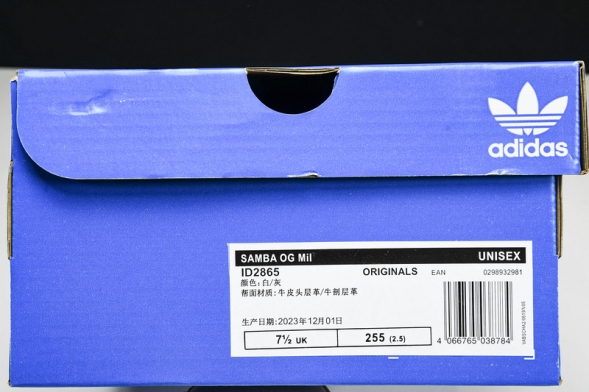 adidas
SAMBA OG Mil UNISEX
ID2865 ORIGINALS EAN 0298932981
颜色: 白/灰
帮面材质: 牛皮头层革/牛剖层革
生产日期: 2023年12月01日
7½ UK 255 (2.5)
4 066765 038784